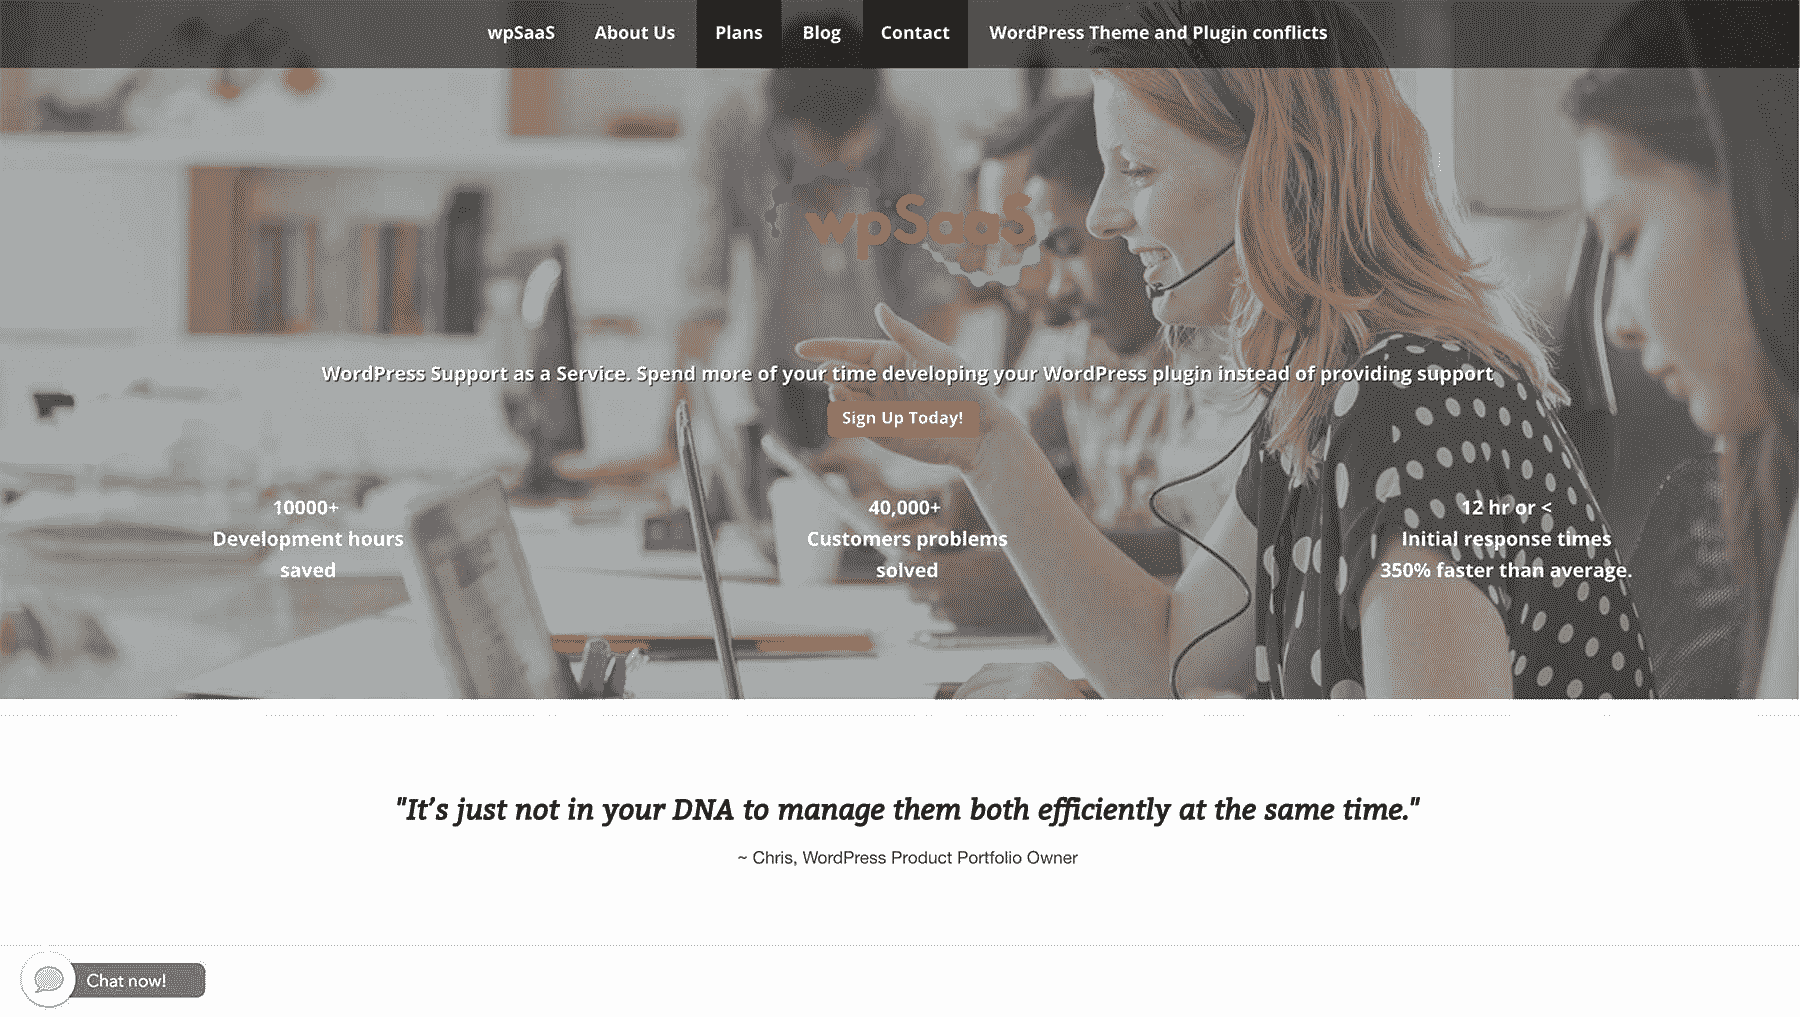 wpSaaS About Us Plans Blog Contact WordPress Theme and Plugin conflicts
wpSaaS
WordPress Support as a Service. Spend more of your time developing your WordPress plugin instead of providing support
Sign Up Today!
10000+
Development hours
saved
40,000+
Customers problems
solved
12 hr or <
Initial response times
350% faster than average.
"It’s just not in your DNA to manage them both efficiently at the same time."
~ Chris, WordPress Product Portfolio Owner
Chat now!